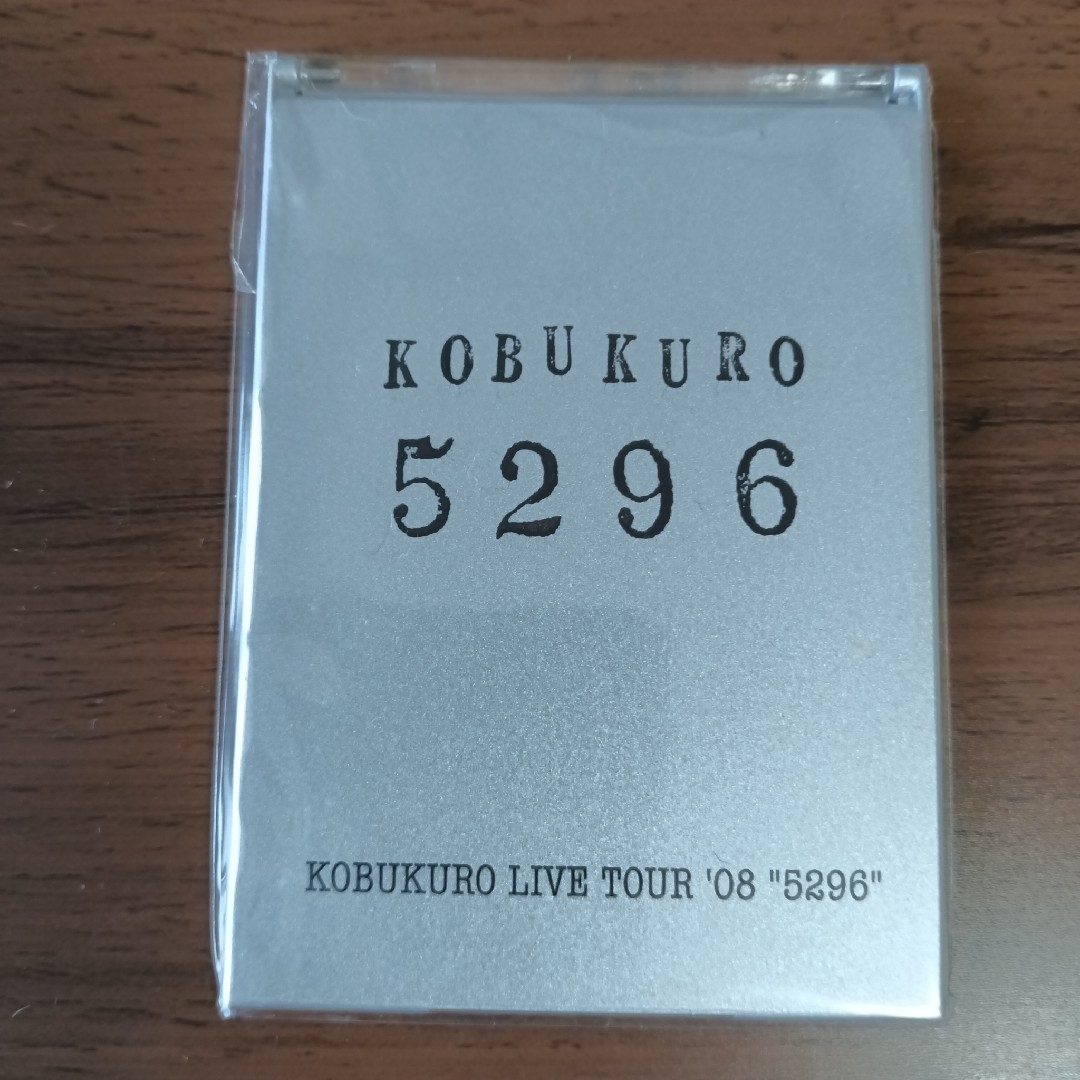 KOBUKURO
5296
KOBUKURO LIVE TOUR '08 "5296"